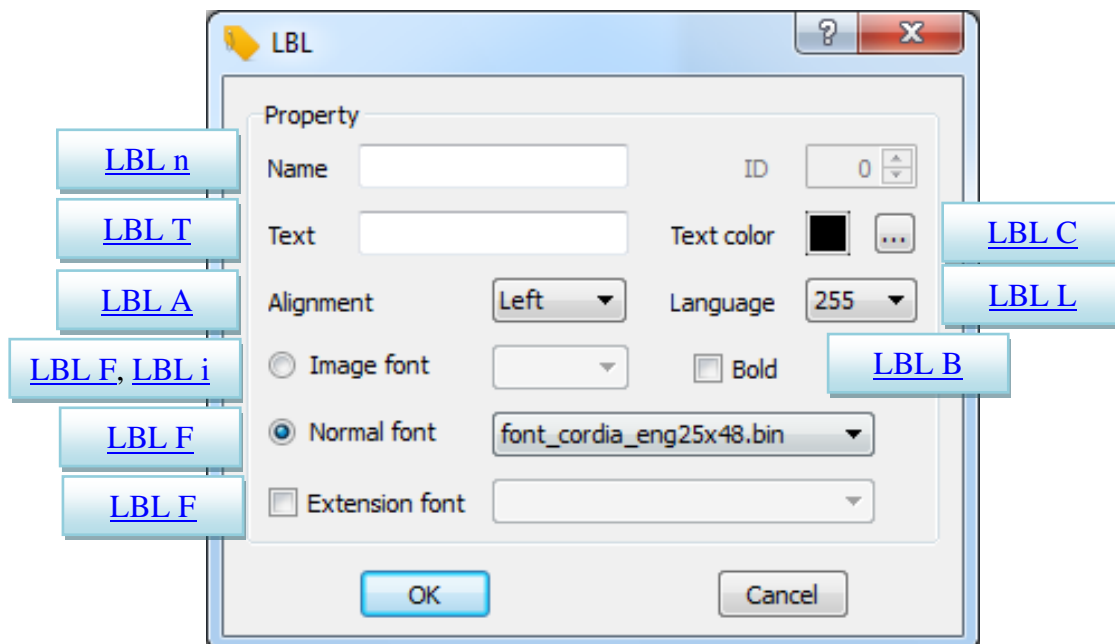 LBL
Property
LBL n
Name
ID
0
LBL T
Text
Text color
...
LBL C
LBL A
Alignment
Left
Language
255
LBL L
LBL F, LBL i
Image font
Bold
LBL B
LBL F
Normal font
font_cordia_eng25x48.bin
LBL F
Extension font
OK
Cancel